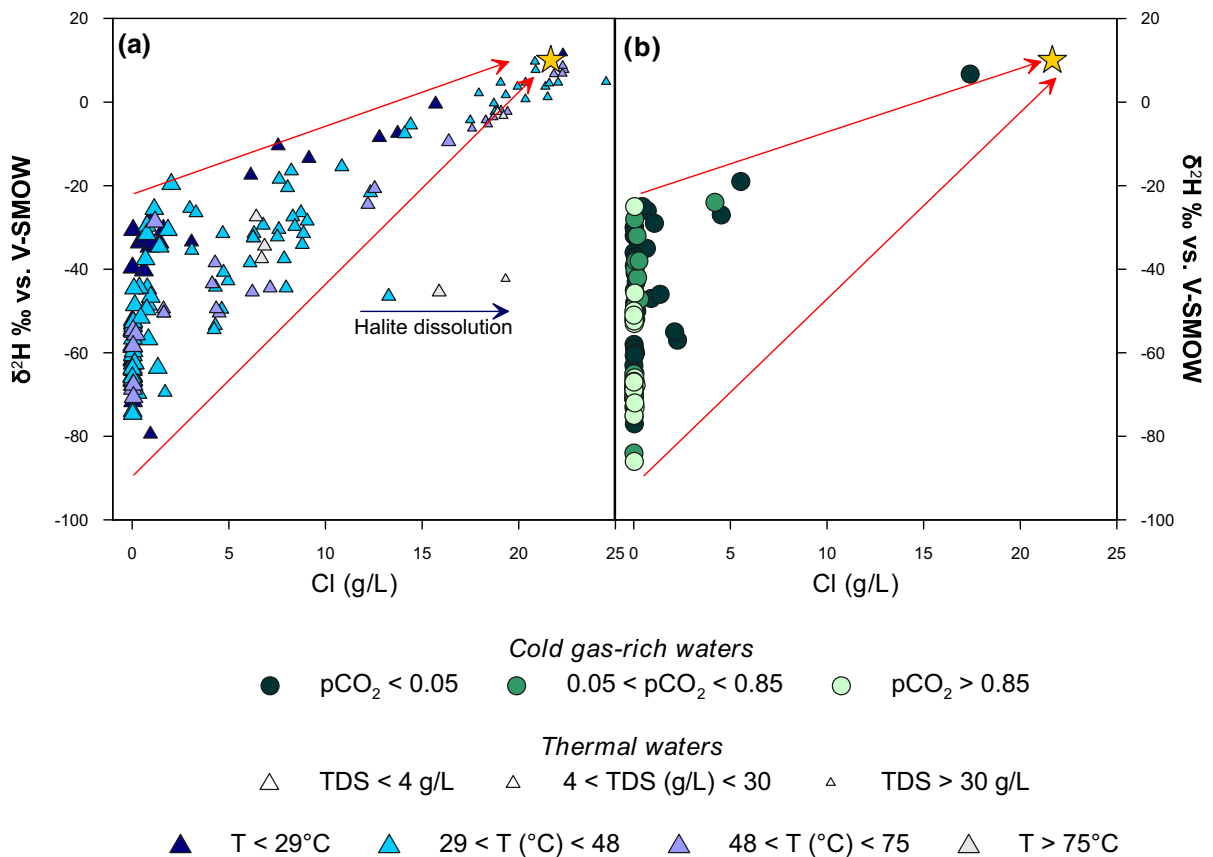 (a)
(b)
20
10
0
-20
-40
-60
-80
-100
δ²H ‰ vs. V-SMOW
0
5
10
15
20
25
Cl (g/L)
Halite dissolution
20
10
0
-20
-40
-60
-80
-100
δ²H ‰ vs. V-SMOW
0
5
10
15
20
25
Cl (g/L)
Cold gas-rich waters
pCO₂ < 0.05 0.05 < pCO₂ < 0.85 pCO₂ > 0.85
Thermal waters
TDS < 4 g/L 4 < TDS (g/L) < 30 TDS > 30 g/L
T < 29°C 29 < T (°C) < 48 48 < T (°C) < 75 T > 75°C